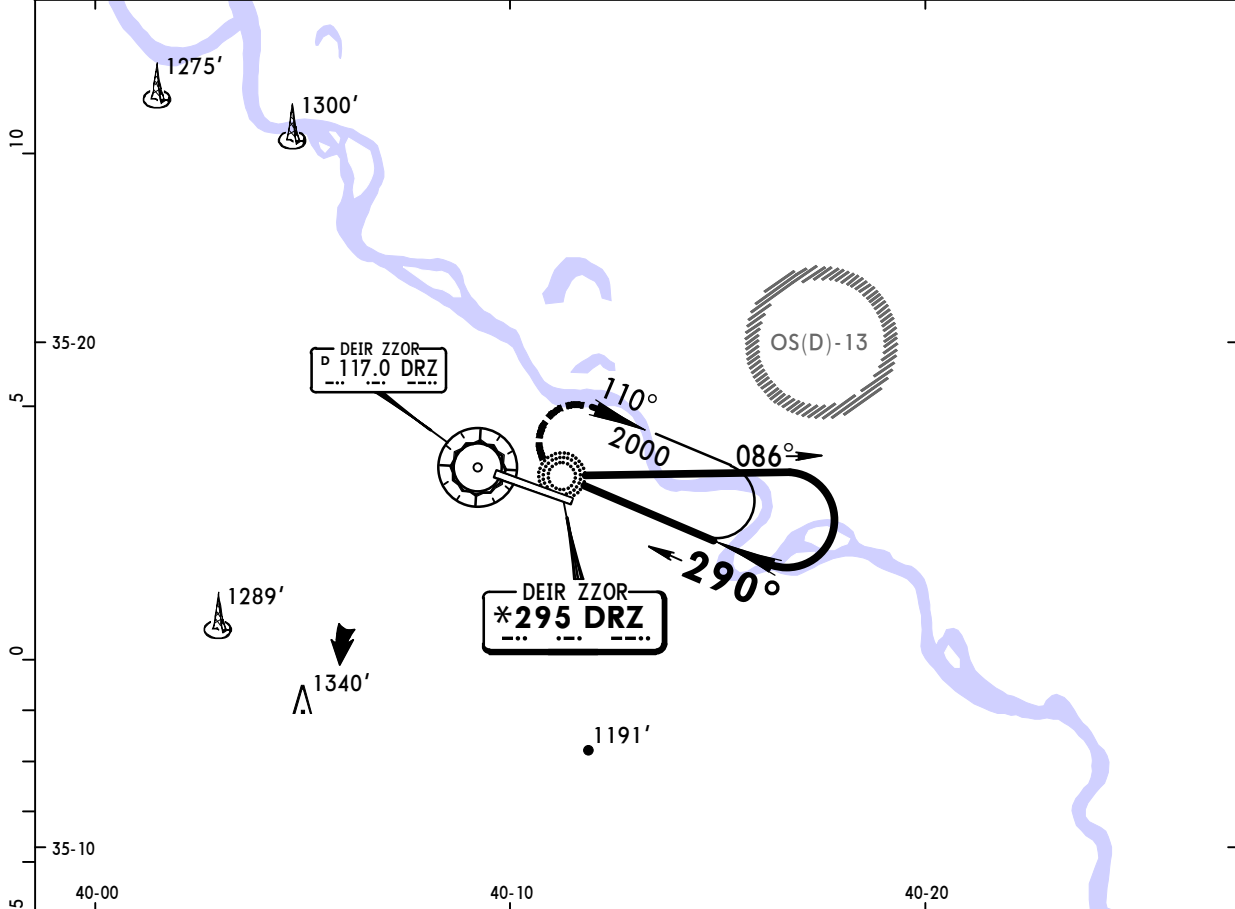 1275'
1300'
10
OS(D)-13
35-20
DEIR ZZOR
D 117.0 DRZ
-·· ·-· --··
5
110°
2000
086°
290°
DEIR ZZOR
*295 DRZ
-·· ·-· --··
1289'
0
1340'
1191'
35-10
40-00
40-10
40-20
5